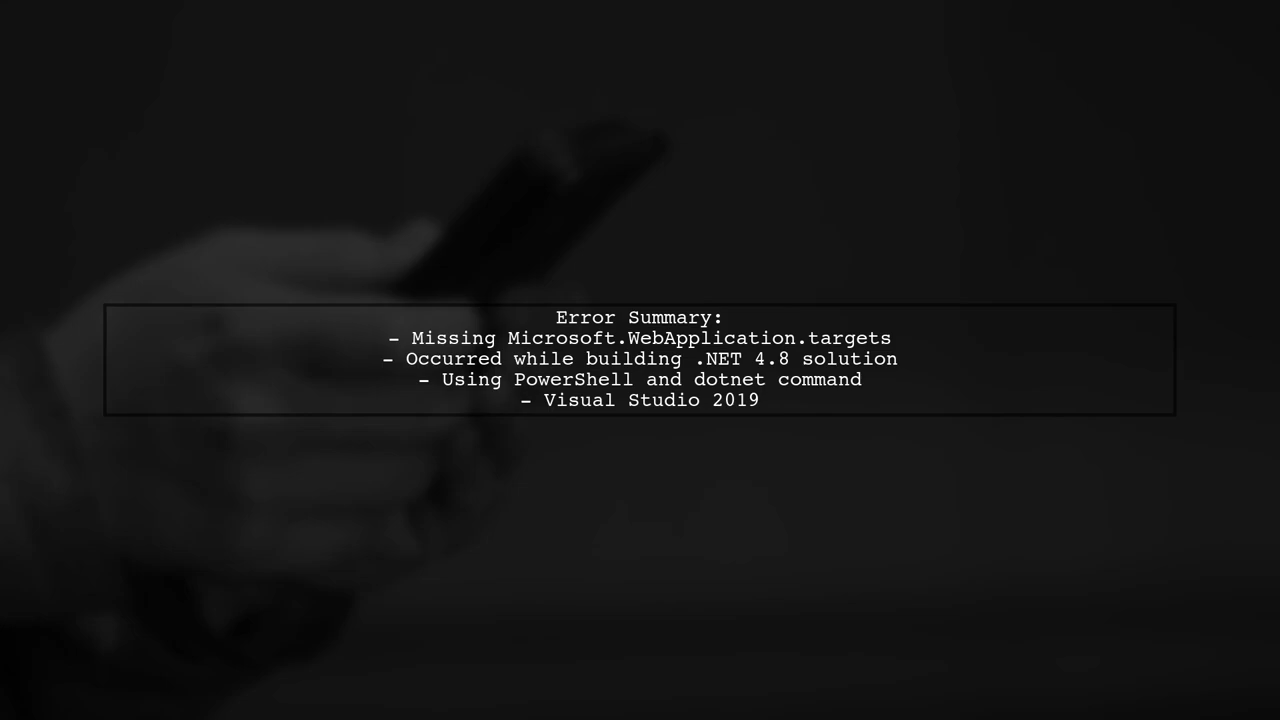 Error Summary:
- Missing Microsoft.WebApplication.targets
- Occurred while building .NET 4.8 solution
- Using PowerShell and dotnet command
- Visual Studio 2019